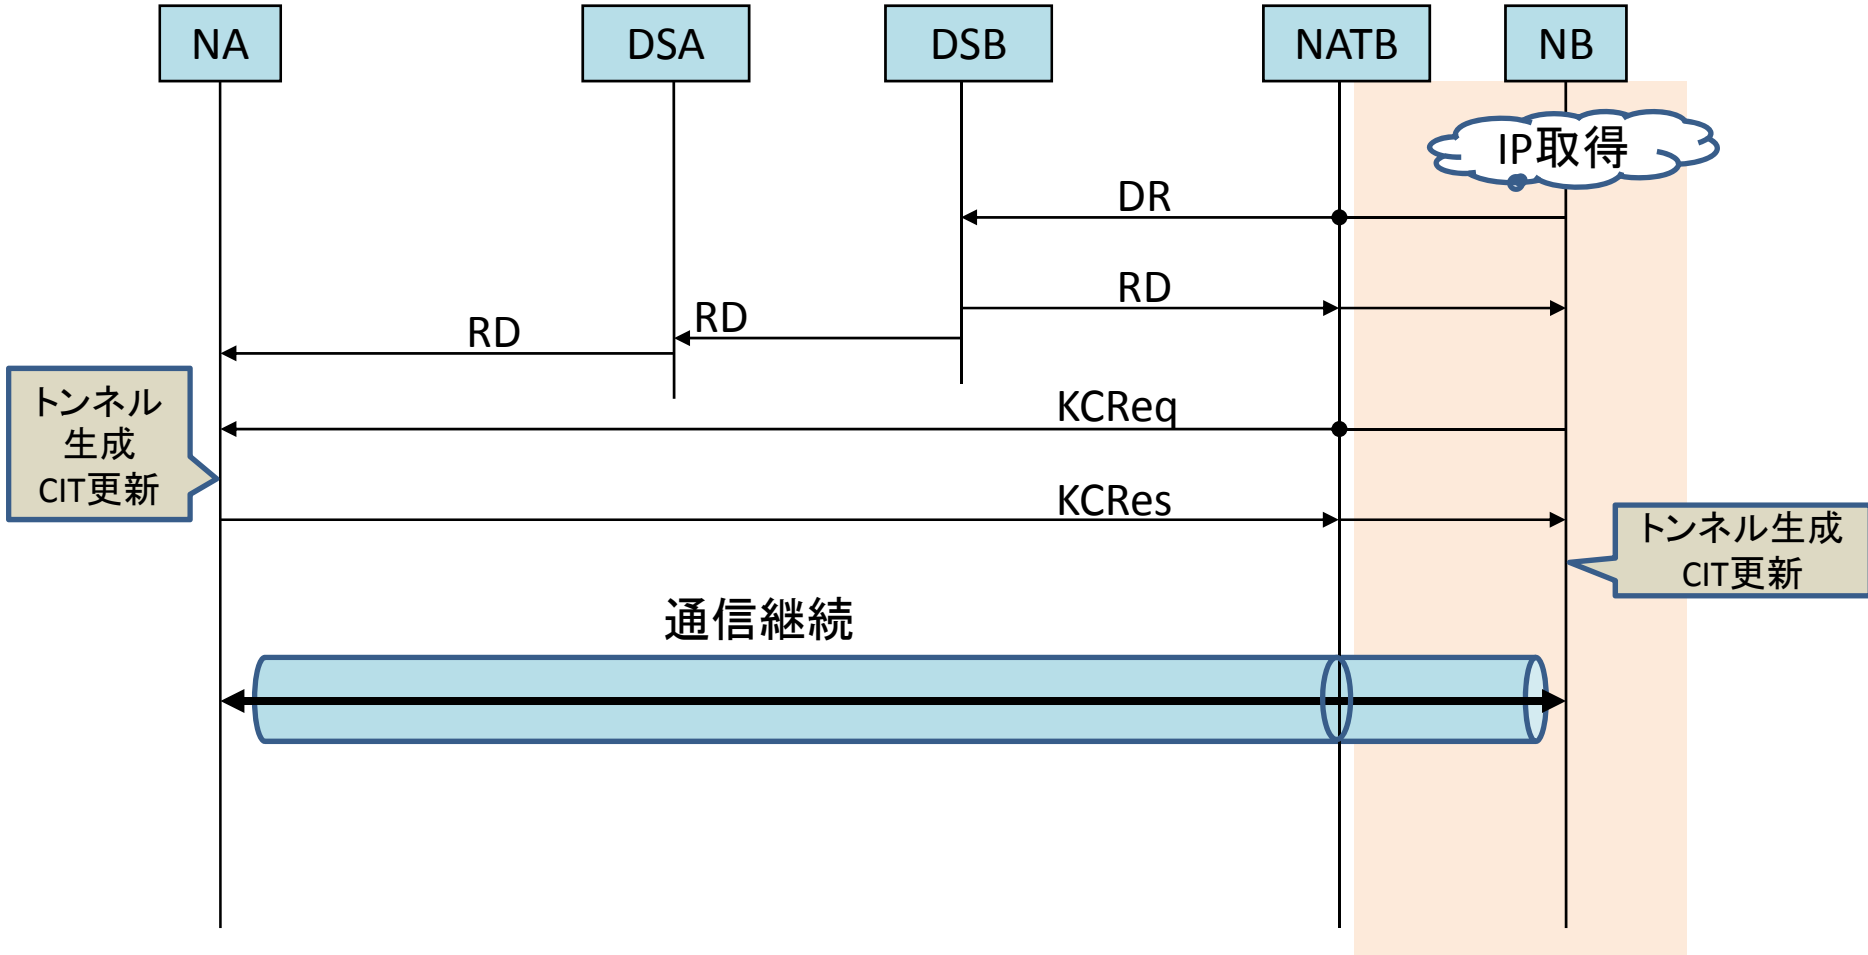 NA
DSA
DSB
NATB
NB
IP取得
DR
RD
RD
RD
KCReq
トンネル
生成
CIT更新
KCRes
トンネル生成
CIT更新
通信継続